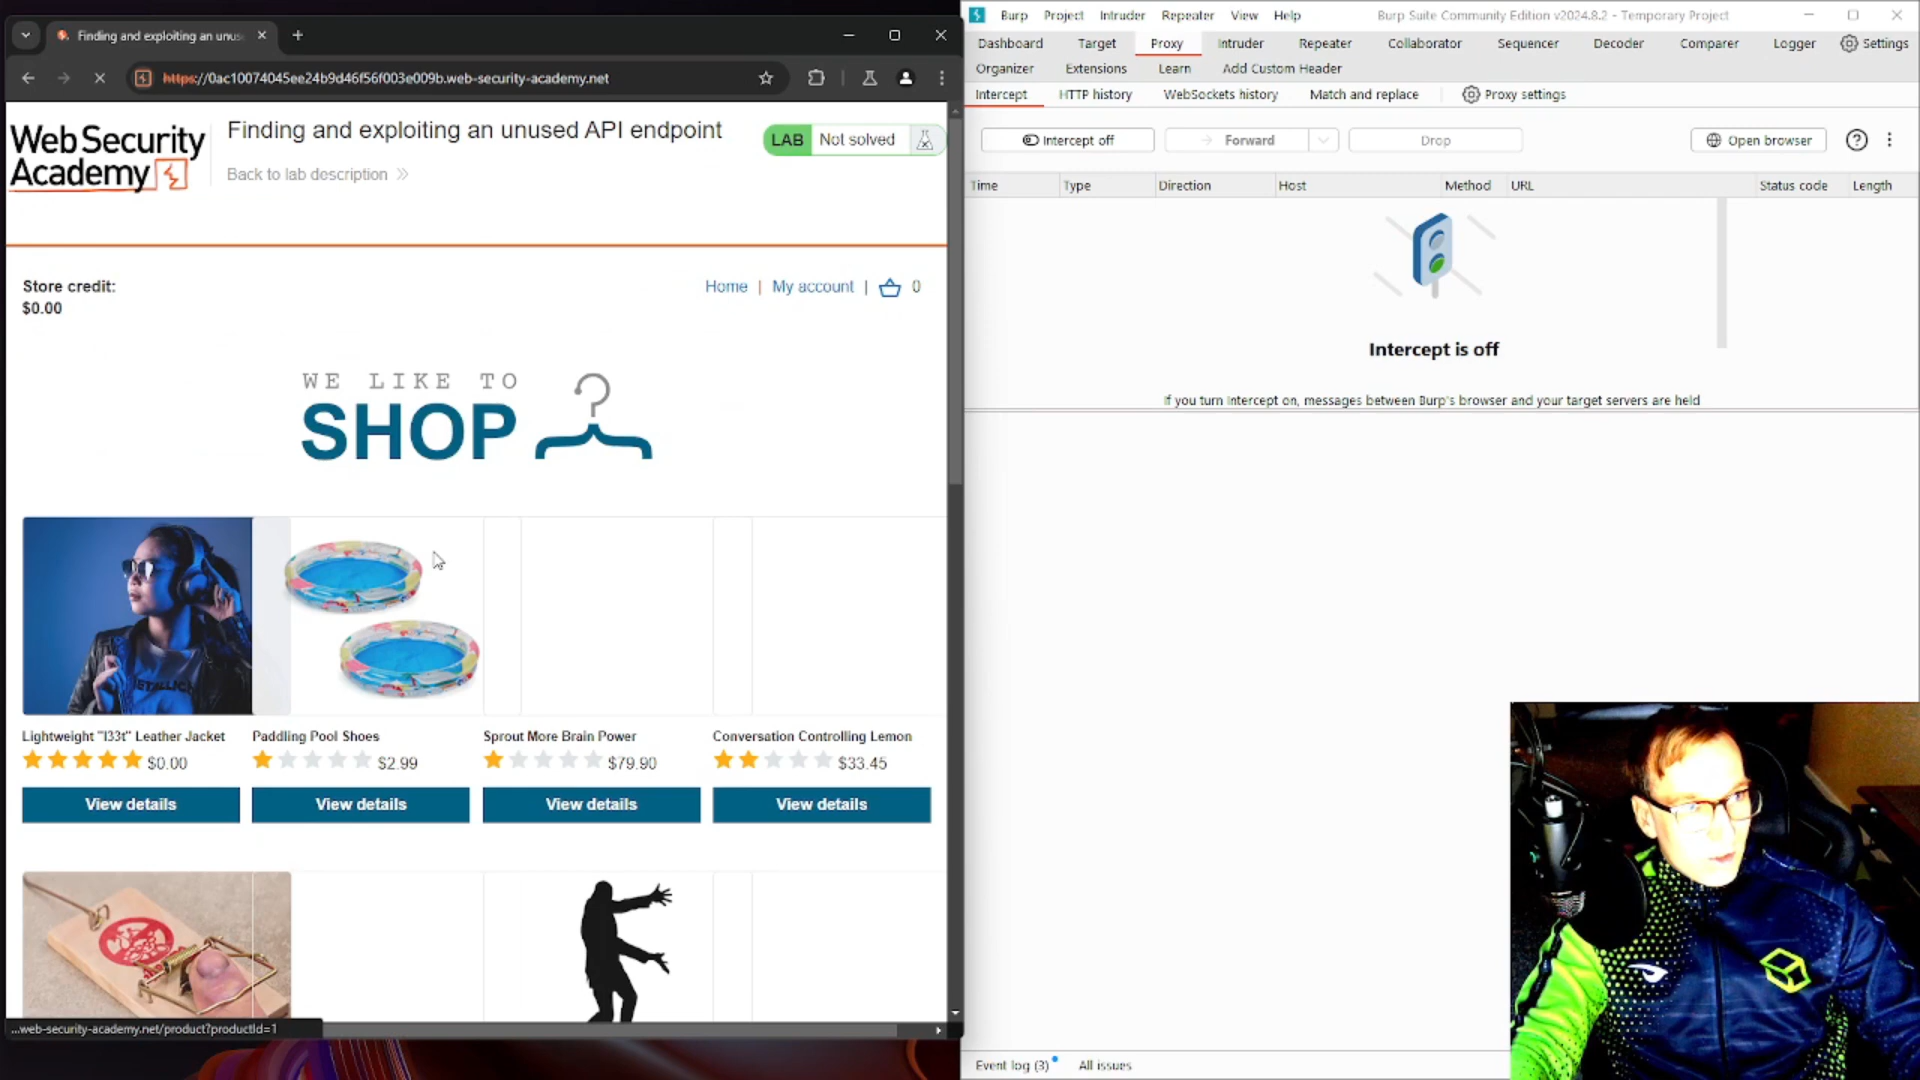 Finding and exploiting an unus
https://0ac10074045ee24b9d46f56f003e009b.web-security-academy.net
Web Security
Academy
Finding and exploiting an unused API endpoint
Back to lab description
LAB Not solved
Store credit:
$0.00
Home | My account | 0
WE LIKE TO
SHOP
Lightweight "l33t" Leather Jacket
$0.00
View details
Paddling Pool Shoes
$2.99
View details
Sprout More Brain Power
$79.90
View details
Conversation Controlling Lemon
$33.45
View details
...web-security-academy.net/product?productId=1
Burp Project Intruder Repeater View Help
Burp Suite Community Edition v2024.8.2 - Temporary Project
Dashboard Target Proxy Intruder Repeater Collaborator Sequencer Decoder Comparer Logger Settings
Organizer Extensions Learn Add Custom Header
Intercept HTTP history WebSockets history Match and replace Proxy settings
Intercept off Forward Drop Open browser
Time Type Direction Host Method URL Status code Length
Intercept is off
If you turn Intercept on, messages between Burp's browser and your target servers are held
Event log (3) All issues